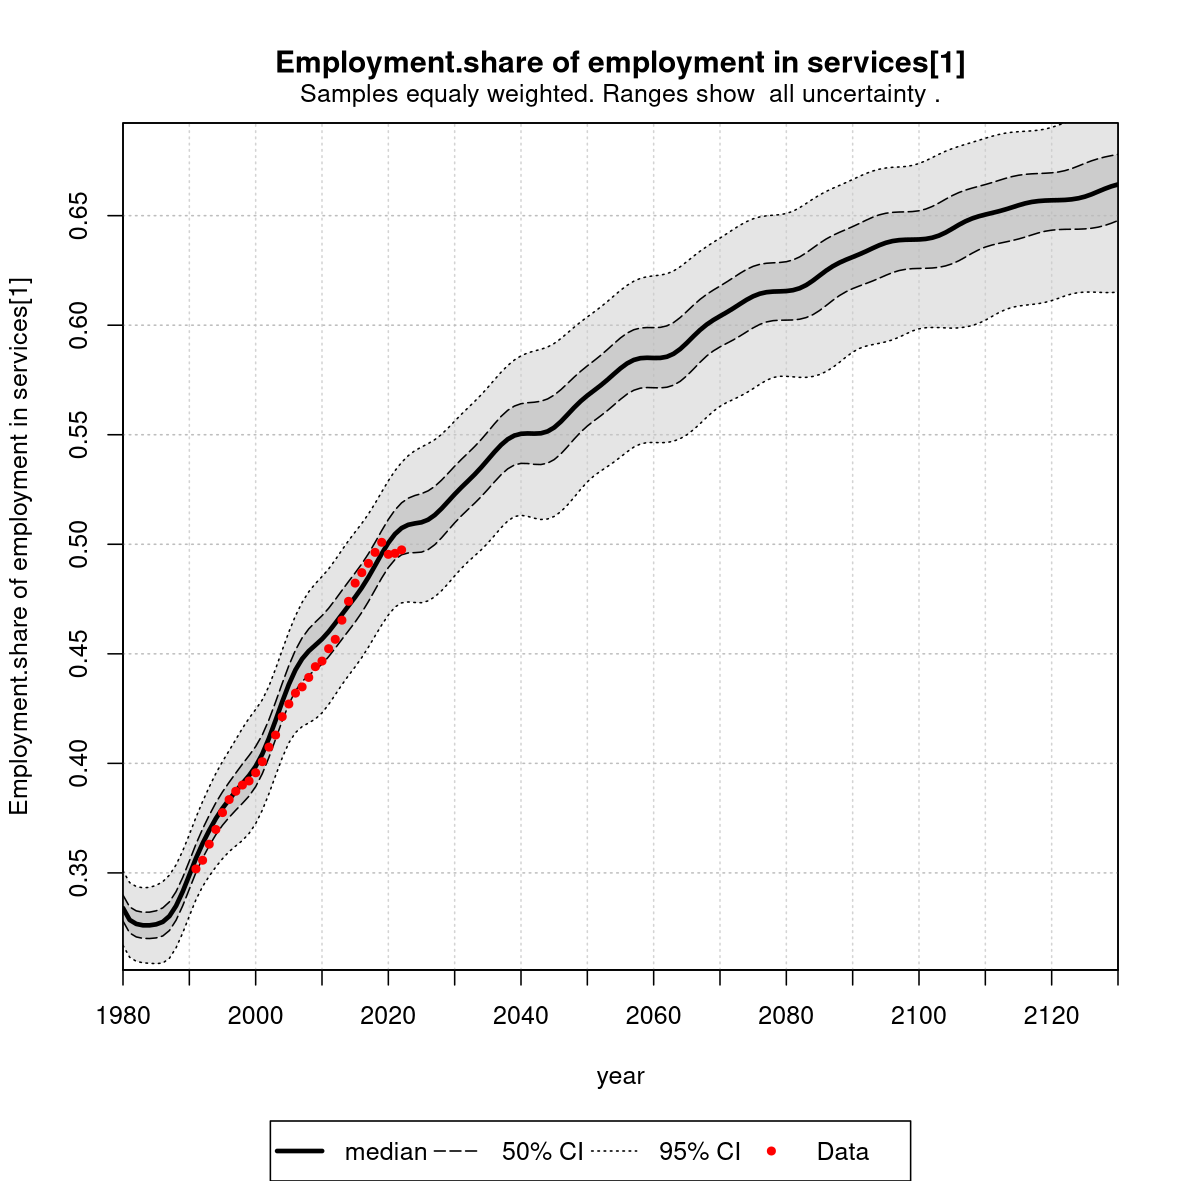 Employment.share of employment in services[1]
Samples equaly weighted. Ranges show  all uncertainty .
Employment.share of employment in services[1]
0.65
0.60
0.55
0.50
0.45
0.40
0.35
1980 2000 2020 2040 2060 2080 2100 2120
year
median 50% CI 95% CI Data